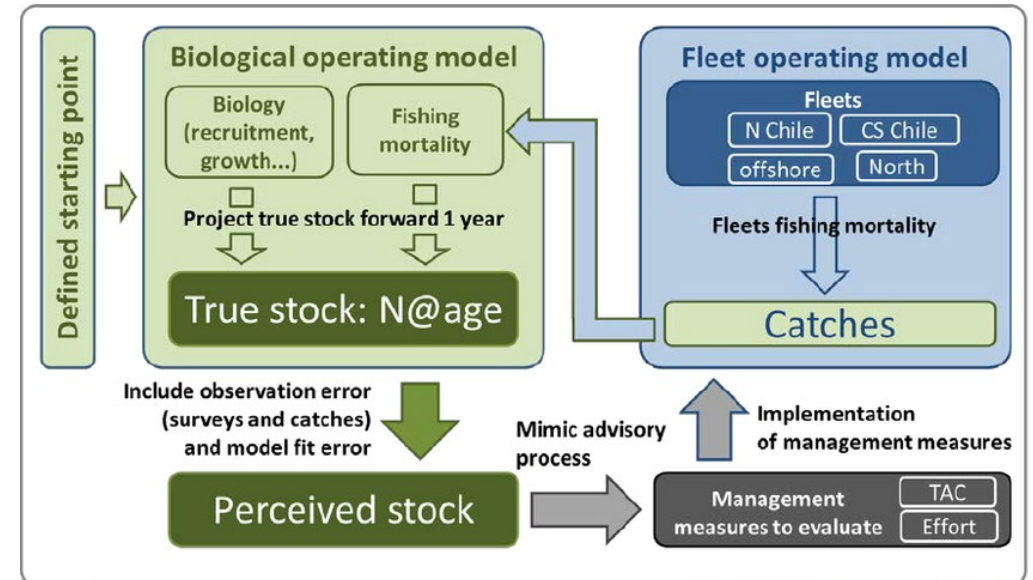 Defined starting point
Biological operating model
Biology
(recruitment,
growth...)
Fishing
mortality
Project true stock forward 1 year
True stock: N@age
Fleet operating model
Fleets
N Chile
CS Chile
offshore
North
Fleets fishing mortality
Catches
Include observation error
(surveys and catches)
and model fit error
Mimic advisory
process
Implementation
of management measures
Perceived stock
Management
measures to evaluate
TAC
Effort